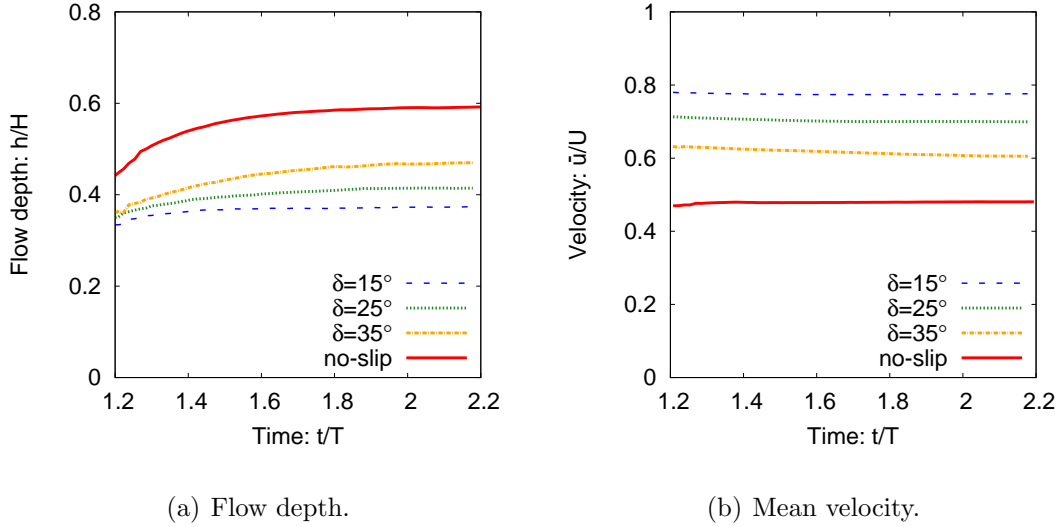 0.8
0.6
0.4
0.2
0
1.2 1.4 1.6 1.8 2 2.2
Flow depth: h/H
Time: t/T
δ=15°
δ=25°
δ=35°
no-slip
(a) Flow depth.
1
0.8
0.6
0.4
0.2
0
1.2 1.4 1.6 1.8 2 2.2
Velocity: ū/U
Time: t/T
δ=15°
δ=25°
δ=35°
no-slip
(b) Mean velocity.